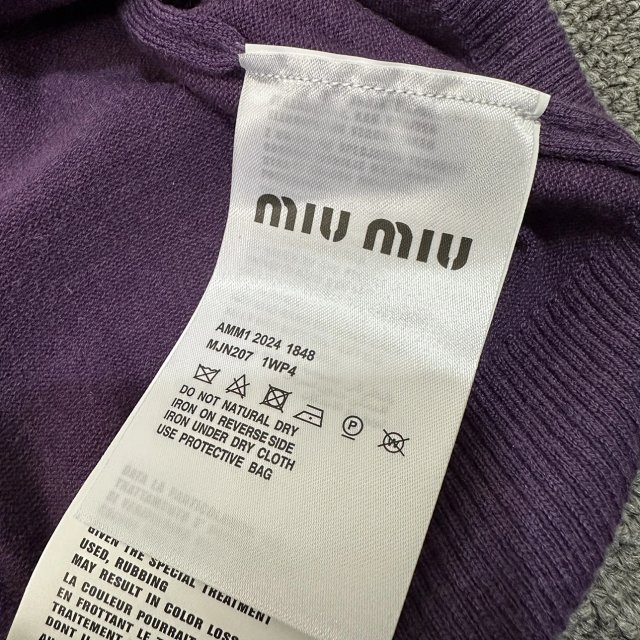 MIU MIU
AMM1 2024 1848
MJN207 1WP4
P
DO NOT NATURAL DRY
IRON ON REVERSE SIDE
IRON UNDER DRY CLOTH
USE PROTECTIVE BAG
GIVEN THE SPECIAL TREATMENT
USED, RUBBING
MAY RESULT IN COLOR LOSS
LA COULEUR POURRAIT
EN FROTTANT LE
TRAITEMENT
DONT